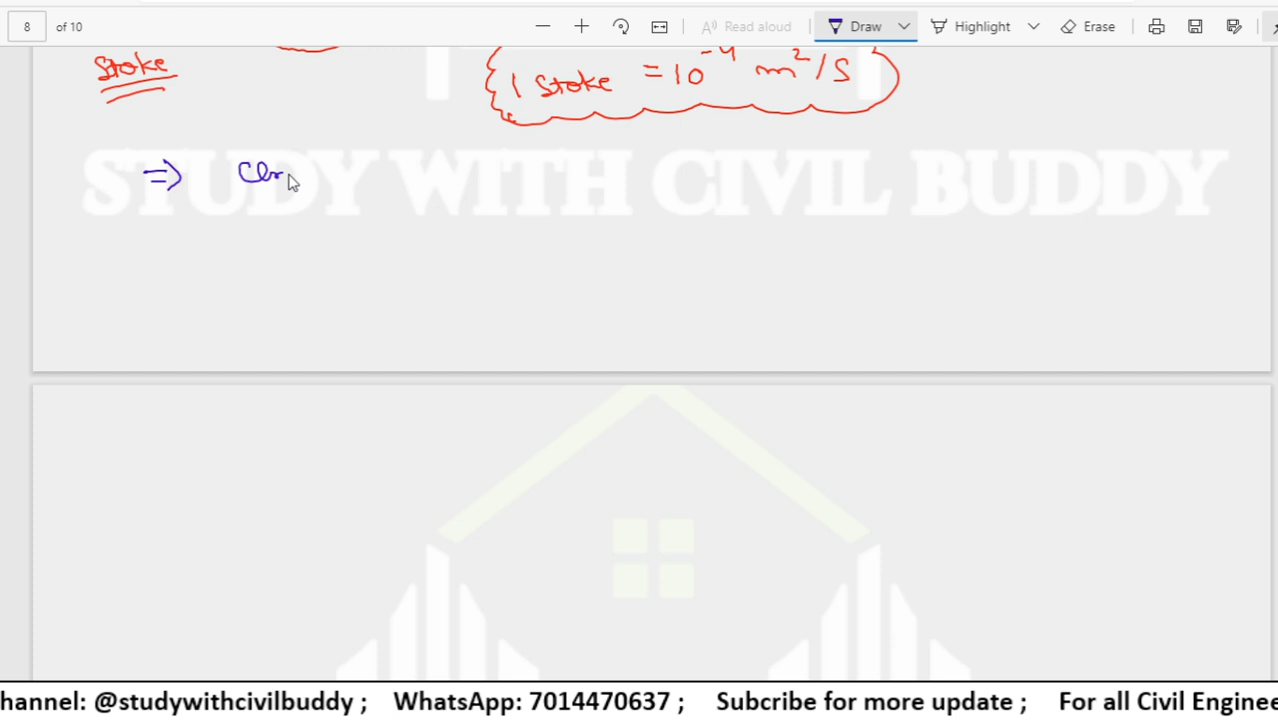 8 of 10 Read aloud Draw Highlight Erase
Stoke
1 Stoke = 10⁻⁴ m²/S
⇒
STUDY WITH CIVIL BUDDY
hannel: @studywithcivilbuddy ; WhatsApp: 7014470637 ; Subcribe for more update ; For all Civil Enginee